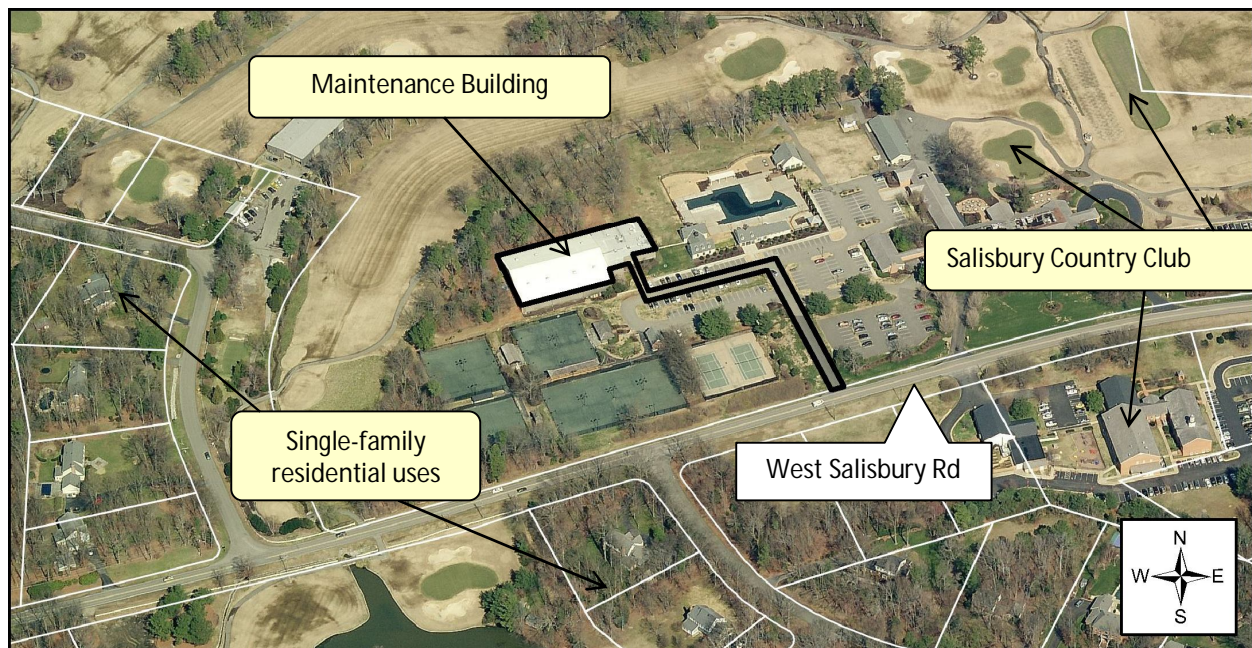 Maintenance Building
Salisbury Country Club
Single-family
residential uses
West Salisbury Rd
N
W E
S